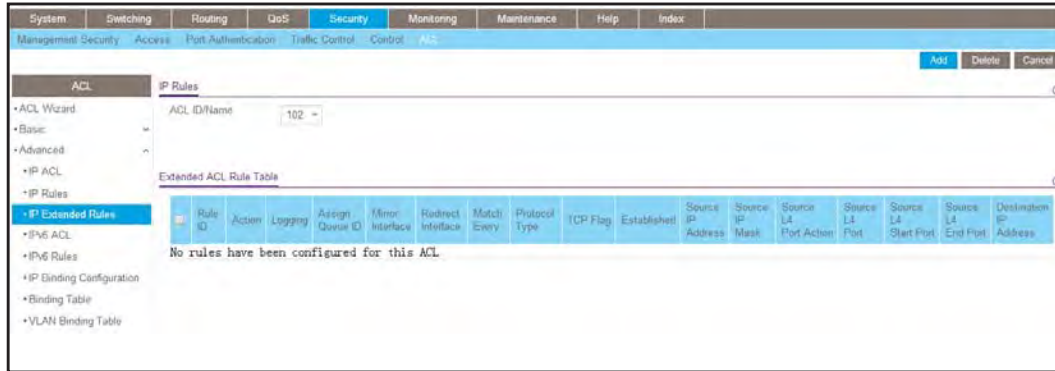 System Switching Routing QoS Security Monitoring Maintenance Help Index
Management Security Access Port Authentication Traffic Control Control ACL
Add Delete Cancel
ACL
IP Rules
•ACL Wizard
ACL ID/Name 102
•Basic
•Advanced
•IP ACL
Extended ACL Rule Table
•IP Rules
•IP Extended Rules
Rule ID Action Logging Assign Queue ID Mirror Interface Redirect Interface Match Every Protocol Type TCP Flag Established Source IP Address Source IP Mask Source L4 Port Action Source L4 Port Source L4 Start Port Source L4 End Port Destination IP Address
•IPv6 ACL
No rules have been configured for this ACL
•IPv6 Rules
•IP Binding Configuration
•Binding Table
•VLAN Binding Table